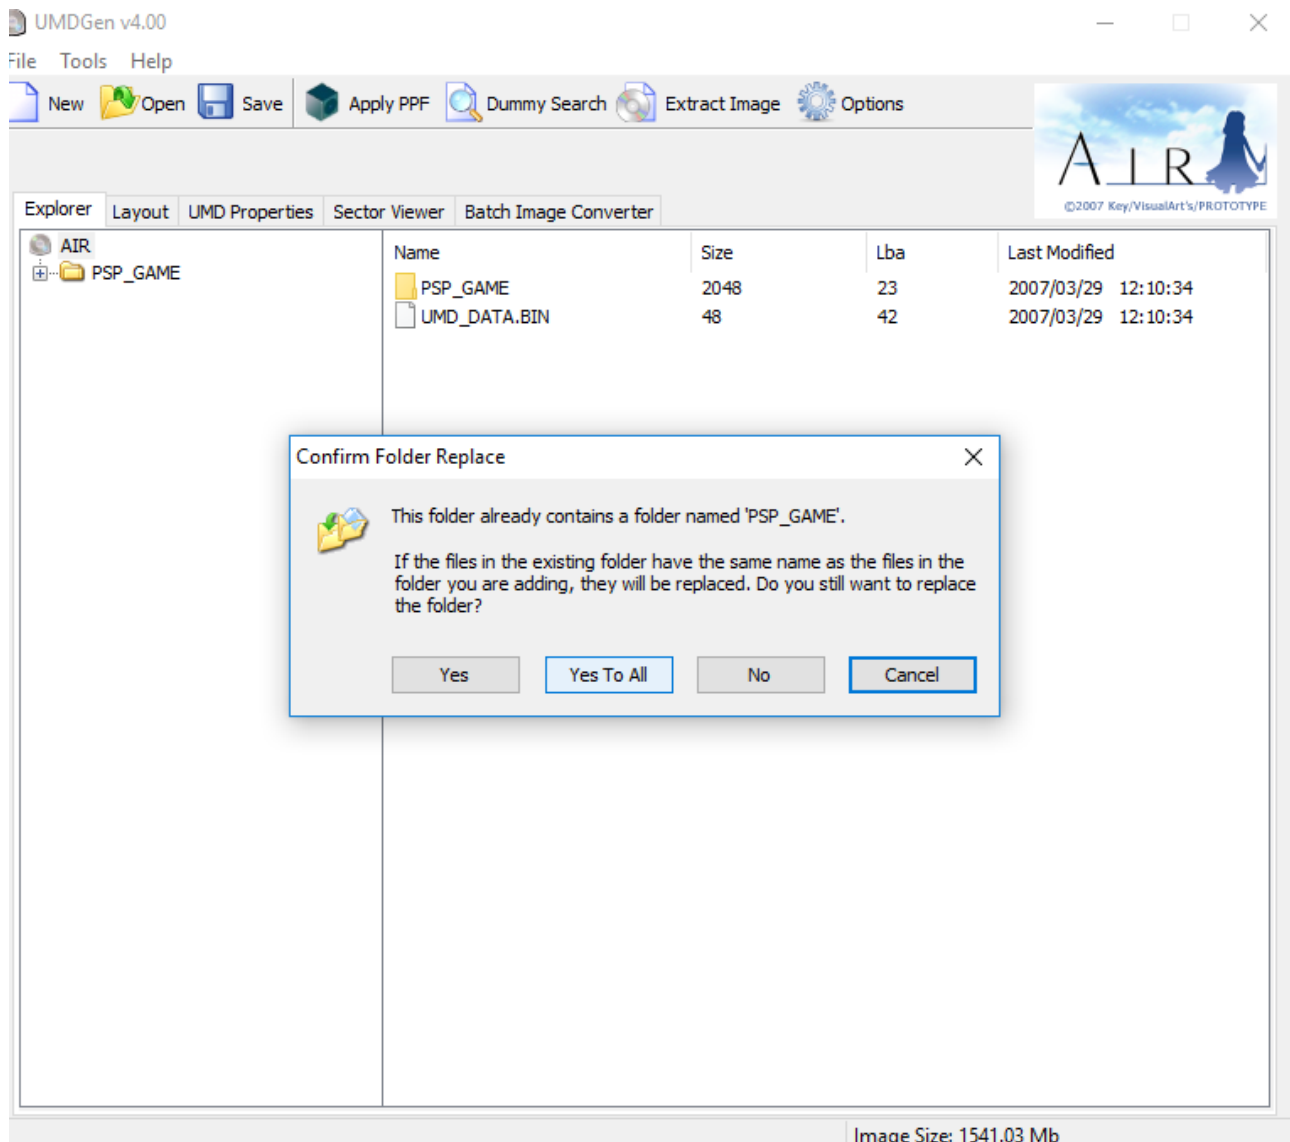 UMDGen v4.00
File Tools Help
New Open Save Apply PPF Dummy Search Extract Image Options
AIR
©2007 Key/VisualArt's/PROTOTYPE
Explorer Layout UMD Properties Sector Viewer Batch Image Converter
AIR
PSP_GAME
Name Size Lba Last Modified
PSP_GAME 2048 23 2007/03/29 12:10:34
UMD_DATA.BIN 48 42 2007/03/29 12:10:34
Confirm Folder Replace
This folder already contains a folder named 'PSP_GAME'.
If the files in the existing folder have the same name as the files in the
folder you are adding, they will be replaced. Do you still want to replace
the folder?
Yes Yes To All No Cancel
Image Size: 1541.03 Mb